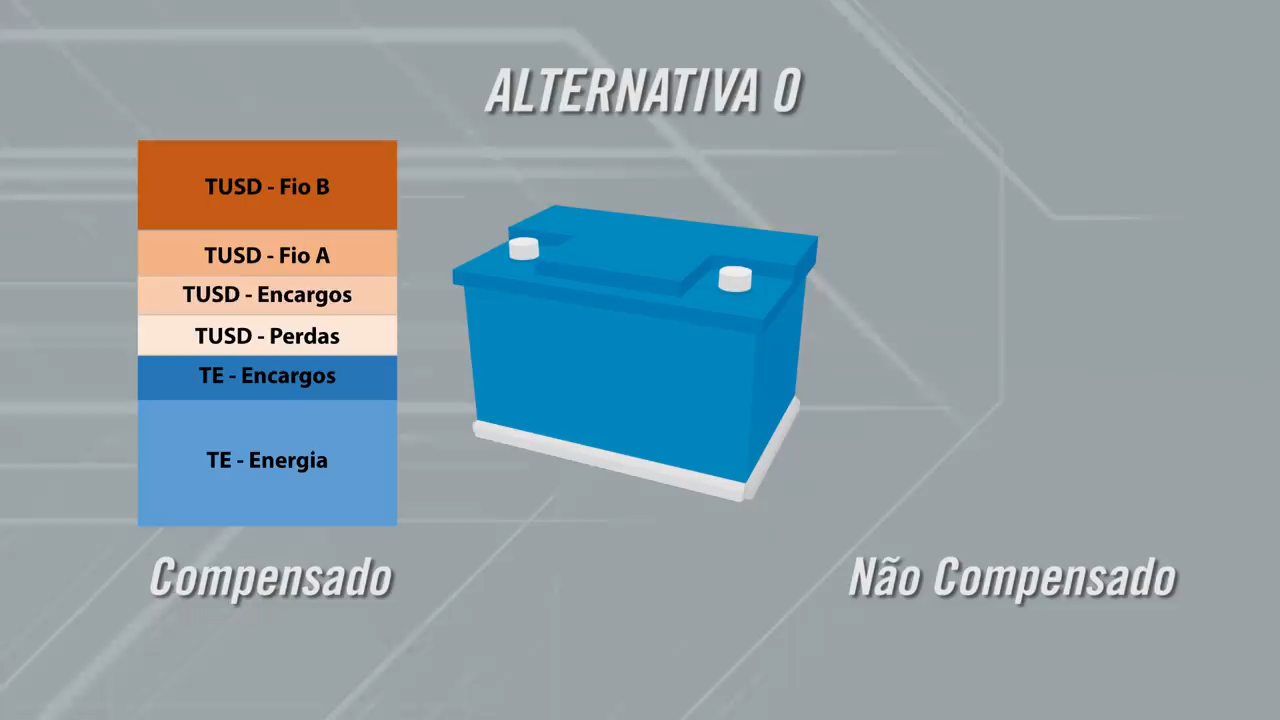 ALTERNATIVA 0
TUSD - Fio B
TUSD - Fio A
TUSD - Encargos
TUSD - Perdas
TE - Encargos
TE - Energia
Compensado
Não Compensado